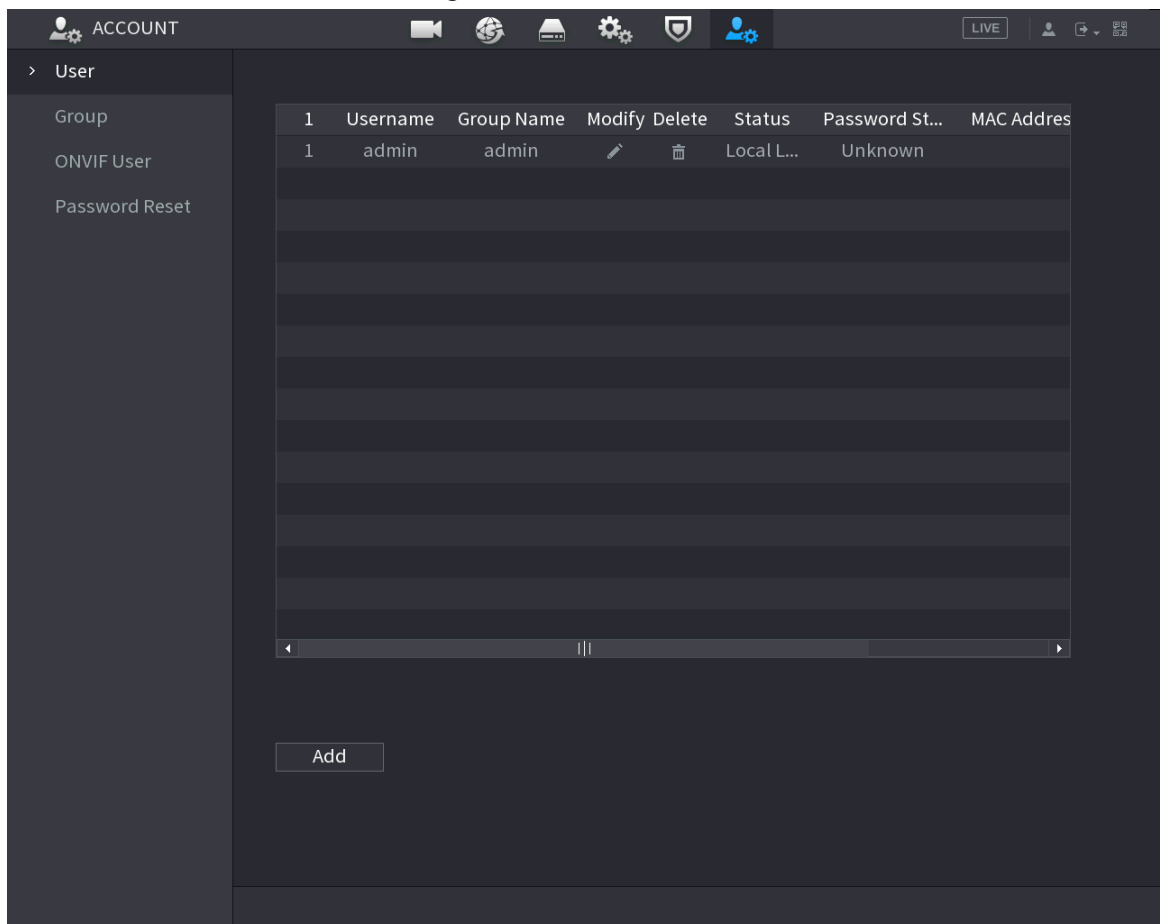 ACCOUNT LIVE
User
Group
ONVIF User
Password Reset
1 Username Group Name Modify Delete Status Password St... MAC Addres
1 admin admin Local L... Unknown
Add